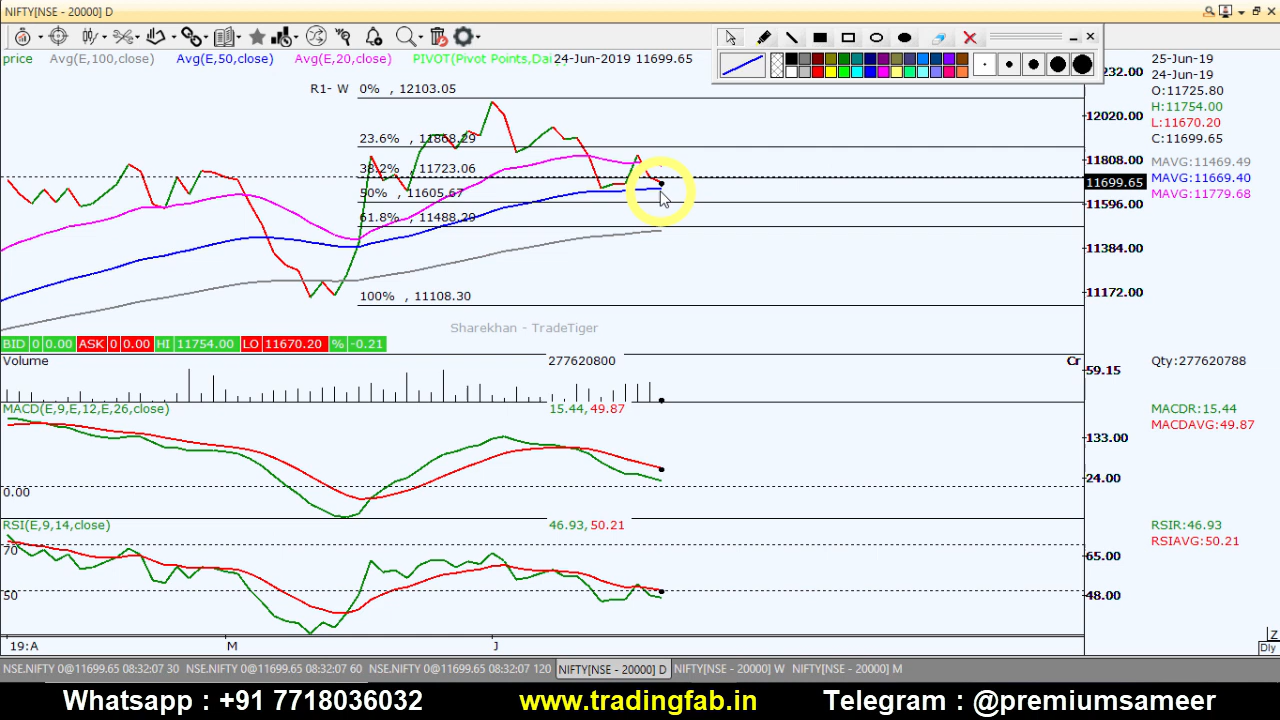 NIFTY[NSE - 20000] D
price Avg(E,100,close) Avg(E,50,close) Avg(E,20,close) PIVOT(Pivot Points,Dai 24-Jun-2019 11699.65
25-Jun-19
24-Jun-19
O:11725.80
H:11754.00
L:11670.20
C:11699.65
MAVG:11469.49
MAVG:11669.40
MAVG:11779.68
232.00
12020.00
11808.00
11699.65
11596.00
11384.00
11172.00
R1- W 0% , 12103.05
23.6% , 11868.29
38.2% , 11723.06
50% , 11605.67
61.8% , 11488.29
100% , 11108.30
Sharekhan - TradeTiger
BID 0 0.00 ASK 0 0.00 HI 11754.00 LO 11670.20 % -0.21
Volume 277620800 Cr Qty:277620788
59.15
MACD(E,9,E,12,E,26,close) 15.44, 49.87 MACDR:15.44
MACDAVG:49.87
133.00
24.00
0.00
RSI(E,9,14,close) 46.93, 50.21 RSIR:46.93
RSIAVG:50.21
70
65.00
50
48.00
19:A M J Z
Dly
NSE.NIFTY 0@11699.65 08:32:07 30 NSE.NIFTY 0@11699.65 08:32:07 60 NSE.NIFTY 0@11699.65 08:32:07 120 NIFTY[NSE - 20000] D NIFTY[NSE - 20000] W NIFTY[NSE - 20000] M
Whatsapp : +91 7718036032 www.tradingfab.in Telegram : @premiumsameer